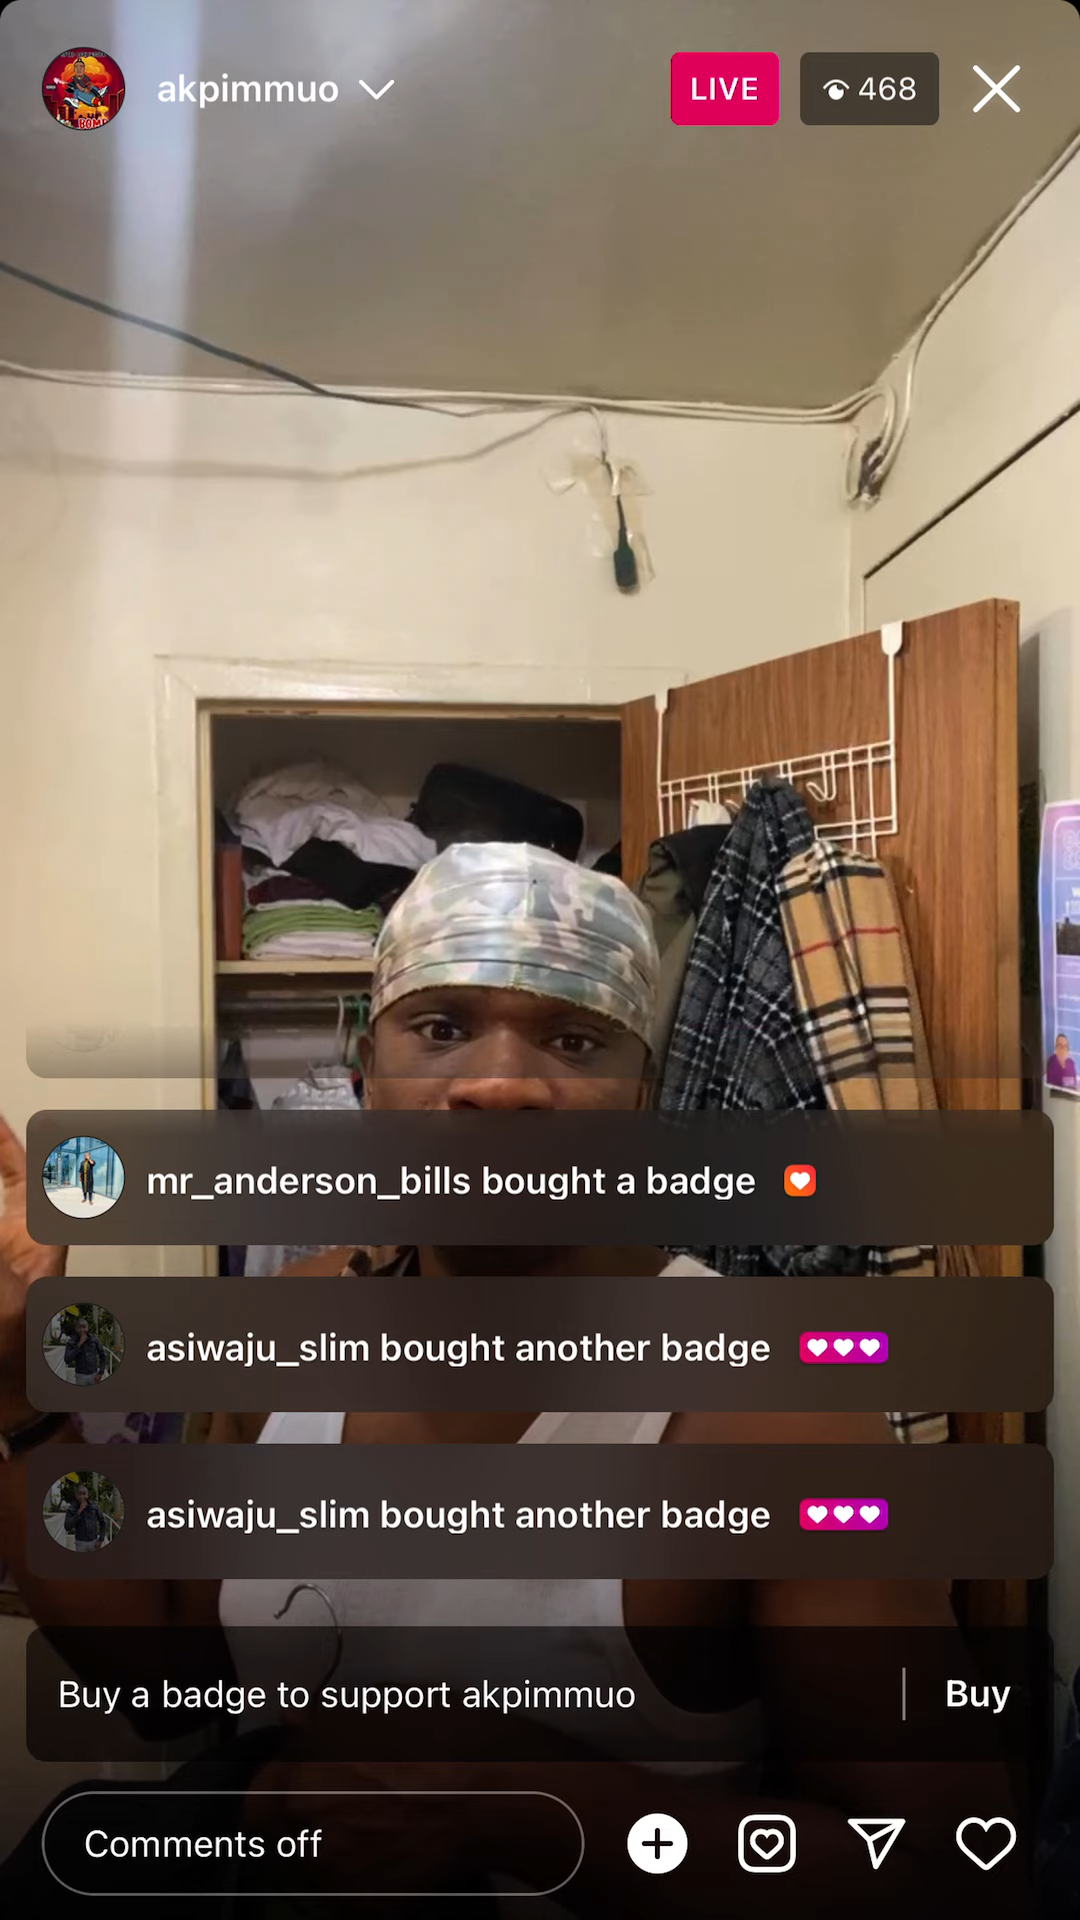 akpimmuo
LIVE
468
mr_anderson_bills bought a badge
asiwaju_slim bought another badge
asiwaju_slim bought another badge
Buy a badge to support akpimmuo
Buy
Comments off